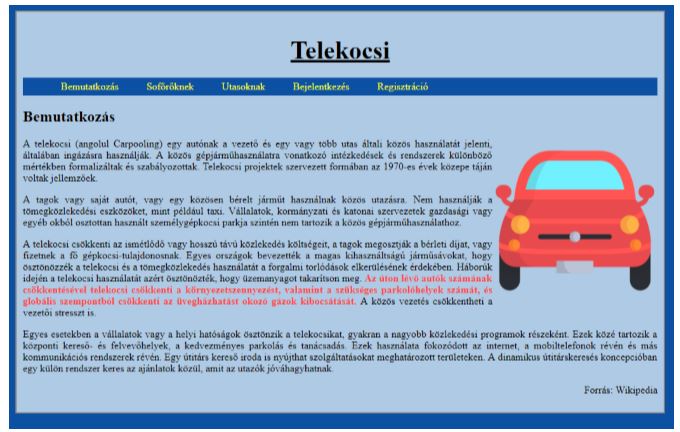 Telekocsi
Bemutatkozás
Sofőröknek
Utasoknak
Bejelentkezés
Regisztráció
Bemutatkozás
A telekocsi (angolul Carpooling) egy autónak a vezető és egy vagy több utas általi közös használatát jelenti,
általában ingázásra használják. A közös gépjárműhasználatra vonatkozó intézkedések és rendszerek különböző
mértékben formalizáltak és szabályozottak. Telekocsi projektek szervezett formában az 1970-es évek közepe táján
voltak jellemzőek.
A tagok vagy saját autót, vagy egy közösen bérelt járműt használnak közös utazásra. Nem használják a
tömegközlekedési eszközöket, mint például taxi. Vállalatok, kormányzati és katonai szervezetek gazdasági vagy
egyéb okból osztottan használt személygépkocsi parkja szintén nem tartozik a közös gépjárműhasználathoz.
A telekocsi csökkenti az ismétlődő vagy hosszú távú közlekedés költségeit, a tagok megosztják a bérleti díjat, vagy
fizetnek a fő gépkocsi-tulajdonosnak. Egyes országok bevezették a magas kihasználtságú járműsávokat, hogy
ösztönözzék a telekocsi és a tömegközlekedés használatát a forgalmi torlódások elkerülésének érdekében. Háborúk
idején a telekocsi használatát azért ösztönözték, hogy üzemanyagot takarítson meg. Az úton lévő autók számának
csökkentésével telekocsi csökkenti a környezetszennyezést, valamint a szükséges parkolóhelyek számát, és
globális szempontból csökkenti az üvegházhatást okozó gázok kibocsátását. A közös vezetés csökkentheti a
vezetői stresszt is.
Egyes esetekben a vállalatok vagy a helyi hatóságok ösztönzik a telekocsikat, gyakran a nagyobb közlekedési programok részeként. Ezek közé tartozik a
központi kereső- és felvevőhelyek, a kedvezményes parkolás és tanácsadás. Ezek használata fokozódott az internet, a mobiltelefonok révén és más
kommunikációs rendszerek révén. Egy útitárs kereső iroda is nyújthat szolgáltatásokat meghatározott területeken. A dinamikus útitárskeresés koncepcióban
egy külön rendszer keres az ajánlatok közül, amit az utazók jóváhagyhatnak.
Forrás: Wikipedia